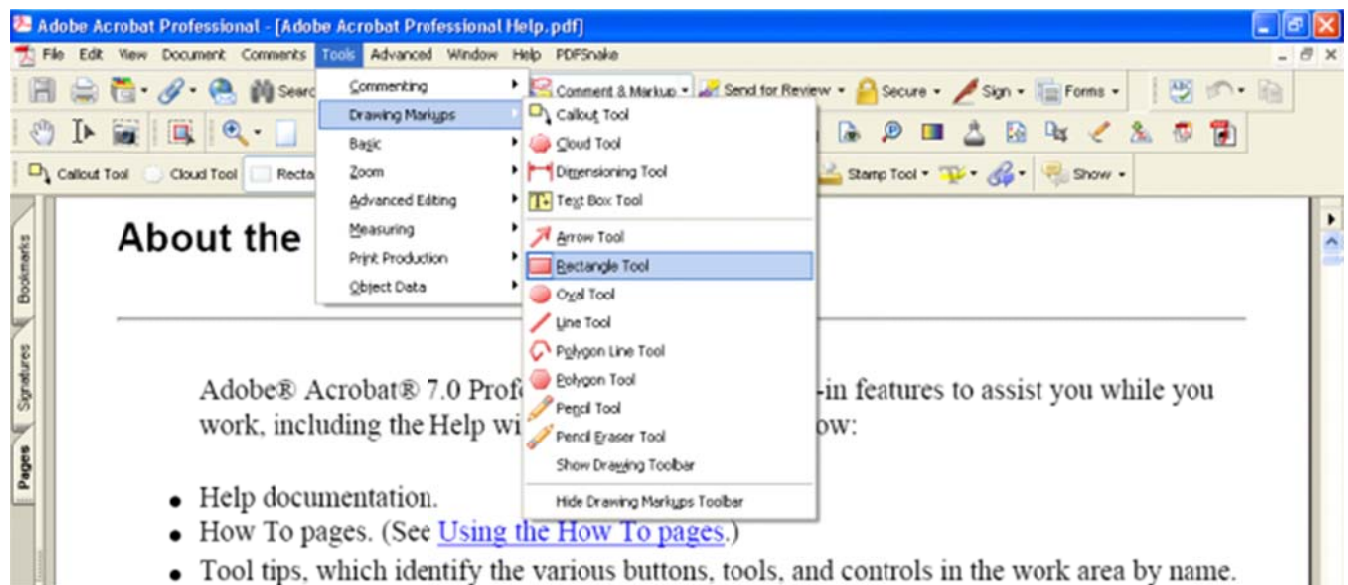 Adobe Acrobat Professional - [Adobe Acrobat Professional Help.pdf]
File Edit View Document Comments Tools Advanced Window Help PDFSnake
Searc
Comment & Markup
Send for Review
Secure
Sign
Forms
Callout Tool
Cloud Tool
Recta
Stamp Tool
Show
Commenting
Drawing Markups
Basic
Zoom
Advanced Editing
Measuring
Print Production
Object Data
Callout Tool
Cloud Tool
Dimensioning Tool
Text Box Tool
Arrow Tool
Rectangle Tool
Oval Tool
Line Tool
Polygon Line Tool
Polygon Tool
Pencil Tool
Pencil Eraser Tool
Show Drawing Toolbar
Hide Drawing Markups Toolbar
Bookmarks
Signatures
Pages
About the
Adobe® Acrobat® 7.0 Prof -in features to assist you while you
work, including the Help wi ow:
• Help documentation.
• How To pages. (See Using the How To pages.)
• Tool tips, which identify the various buttons, tools, and controls in the work area by name.